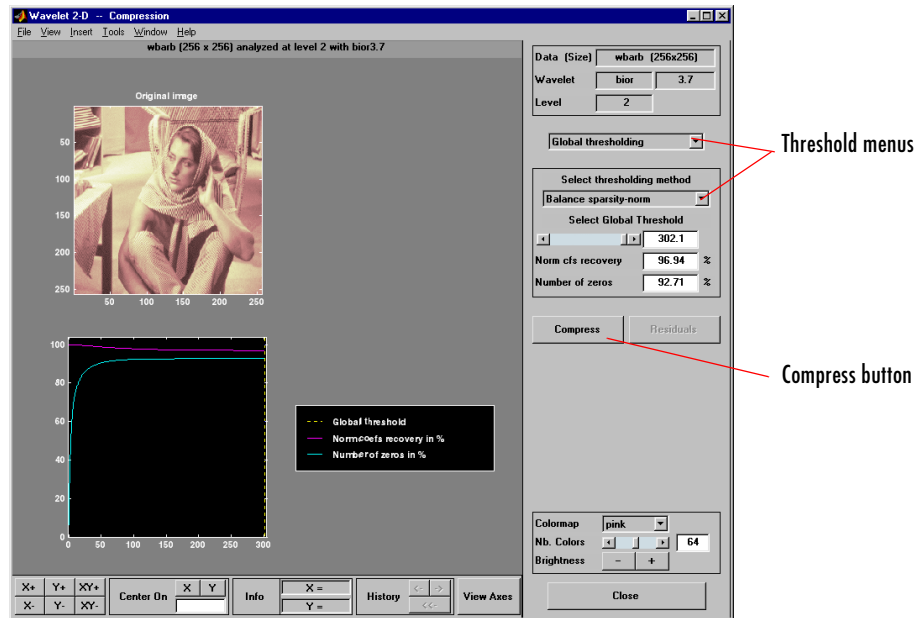 Wavelet 2-D -- Compression
File View Insert Tools Window Help
wbarb (256 x 256) analyzed at level 2 with bior3.7
Original image
50
100
150
200
250
50 100 150 200 250
100
80
60
40
20
0
0 50 100 150 200 250 300
Global threshold
Norm coefs recovery in %
Number of zeros in %
Data (Size) wbarb (256x256)
Wavelet bior 3.7
Level 2
Global thresholding
Select thresholding method
Balance sparsity-norm
Select Global Threshold
302.1
Norm cfs recovery 96.94 %
Number of zeros 92.71 %
Compress Residuals
Threshold menus
Compress button
Colormap pink
Nb. Colors 64
Brightness - +
Close
X+ Y+ XY+
X- Y- XY-
Center On X Y
Info X =
Y =
History <- ->
<<-
View Axes